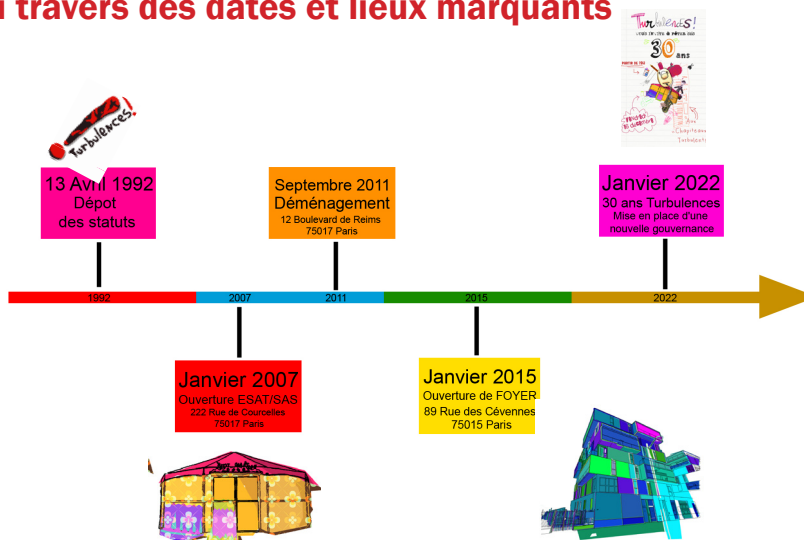 travers des dates et lieux marquants
Turbulences!
30 ans
Turbulences!
13 Avril 1992
Dépot
des statuts
Septembre 2011
Déménagement
12 Boulevard de Reims
75017 Paris
Janvier 2022
30 ans Turbulences
Mise en place d'une
nouvelle gouvernance
1992
2007
2011
2015
2022
Janvier 2007
Ouverture ESAT/SAS
222 Rue de Courcelles
75017 Paris
Janvier 2015
Ouverture de FOYER
89 Rue des Cévennes
75015 Paris